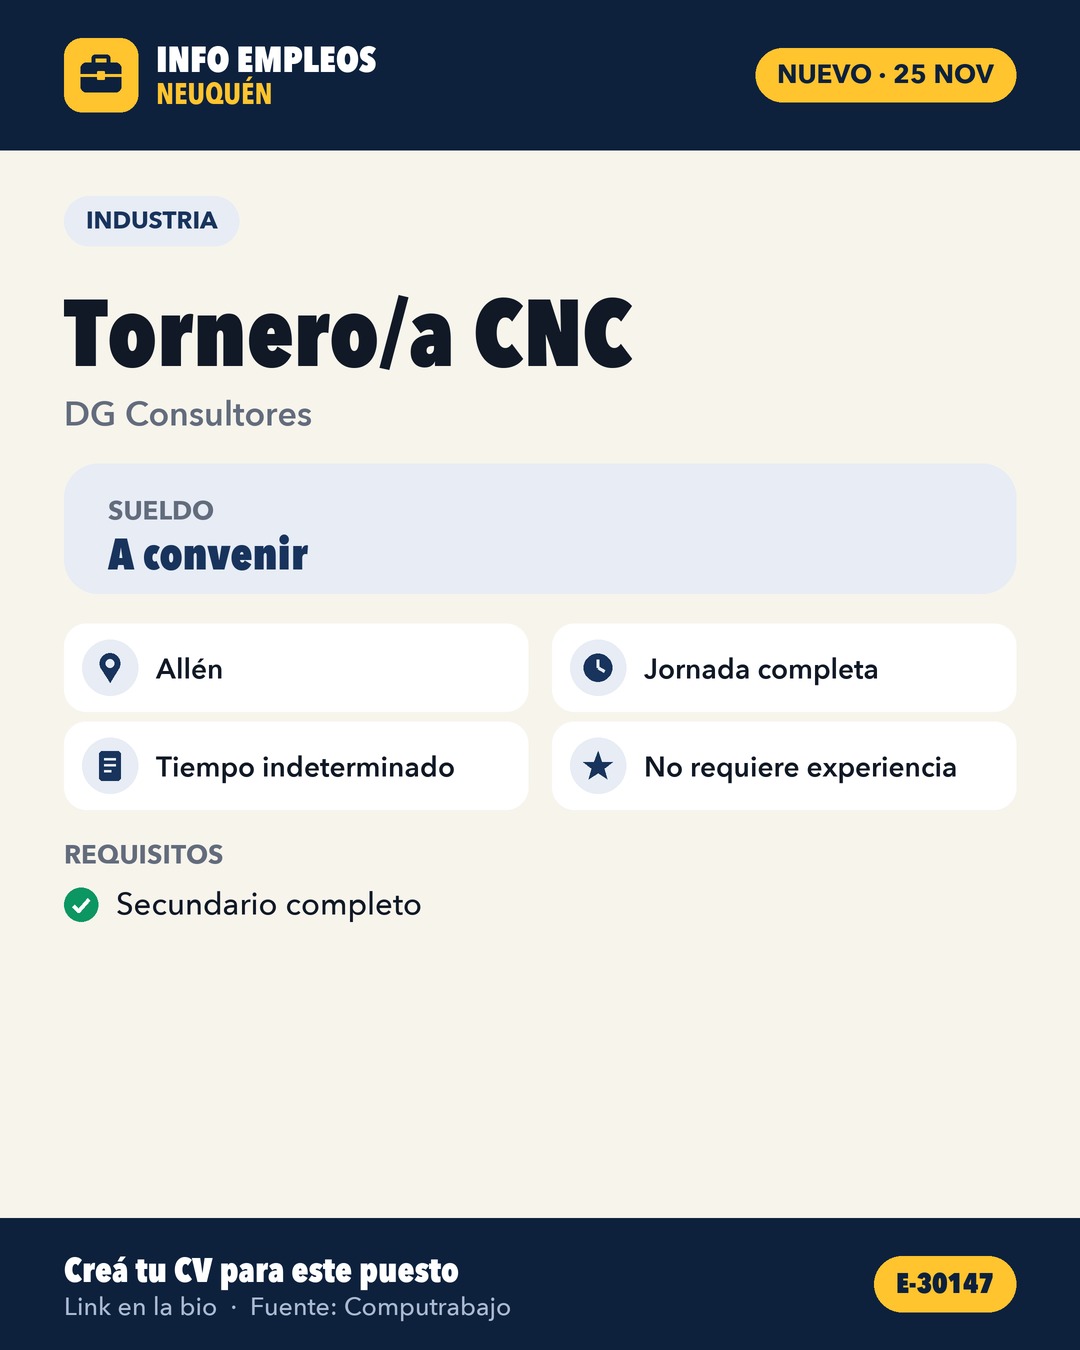 INFO EMPLEOS
NEUQUÉN
NUEVO · 25 NOV
INDUSTRIA
Tornero/a CNC
DG Consultores
SUELDO
A convenir
Allén
Jornada completa
Tiempo indeterminado
No requiere experiencia
REQUISITOS
Secundario completo
Creá tu CV para este puesto
Link en la bio · Fuente: Computrabajo
E-30147